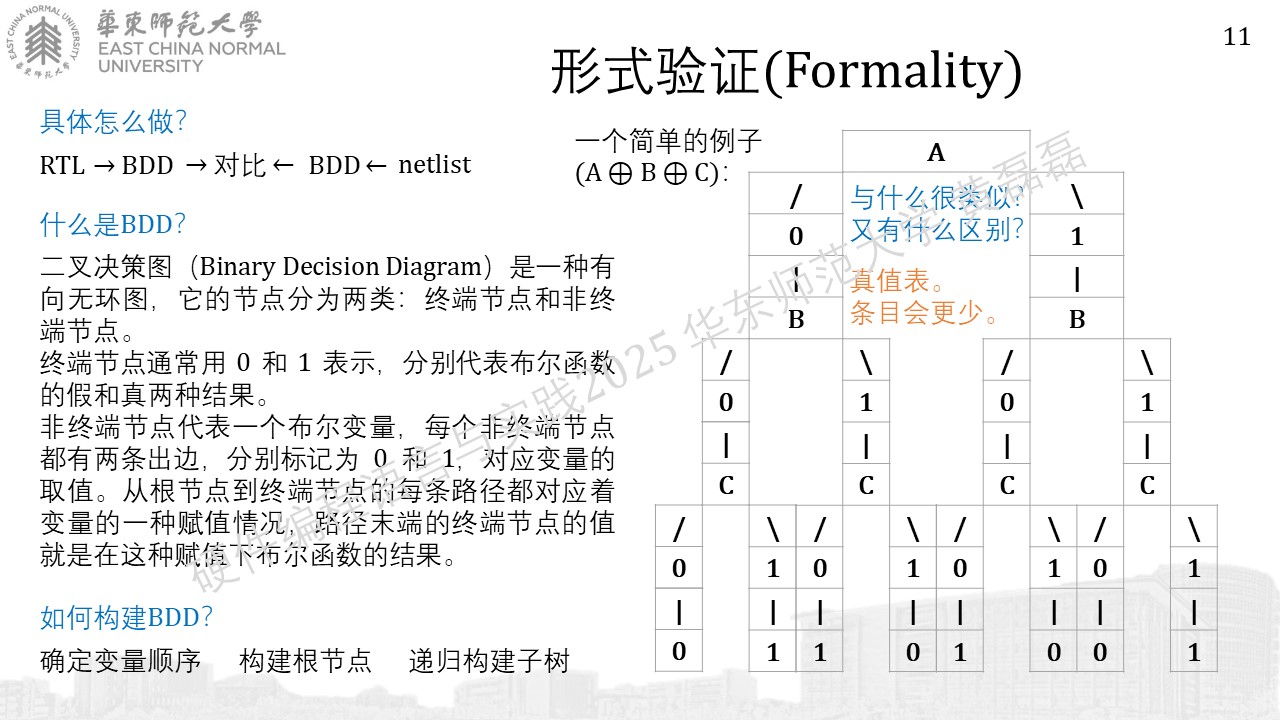 華東師範大學
EAST CHINA NORMAL
UNIVERSITY
EAST CHINA NORMAL UNIVERSITY
華東师范大学
11
形式验证(Formality)
具体怎么做?
RTL → BDD → 对比 ← BDD ← netlist
什么是BDD?
二叉决策图（Binary Decision Diagram）是一种有
向无环图，它的节点分为两类：终端节点和非终
端节点。
终端节点通常用 0 和 1 表示，分别代表布尔函数
的假和真两种结果。
非终端节点代表一个布尔变量，每个非终端节点
都有两条出边，分别标记为 0 和 1，对应变量的
取值。从根节点到终端节点的每条路径都对应着
变量的一种赋值情况，路径末端的终端节点的值
就是在这种赋值下布尔函数的结果。
如何构建BDD?
确定变量顺序 构建根节点 递归构建子树
一个简单的例子
(A ⊕ B ⊕ C)：
A
/ \
0 1
| |
B B
与什么很类似?
又有什么区别?
真值表。
条目会更少。
/ \ / \
0 1 0 1
| | | |
C C C C
/ \ / \ / \ / \
0 1 0 1 0 1 0 1
| | | | | | | |
0 1 1 0 1 0 0 1
硬件编程语言与实践2025 华东师范大学 黄磊磊